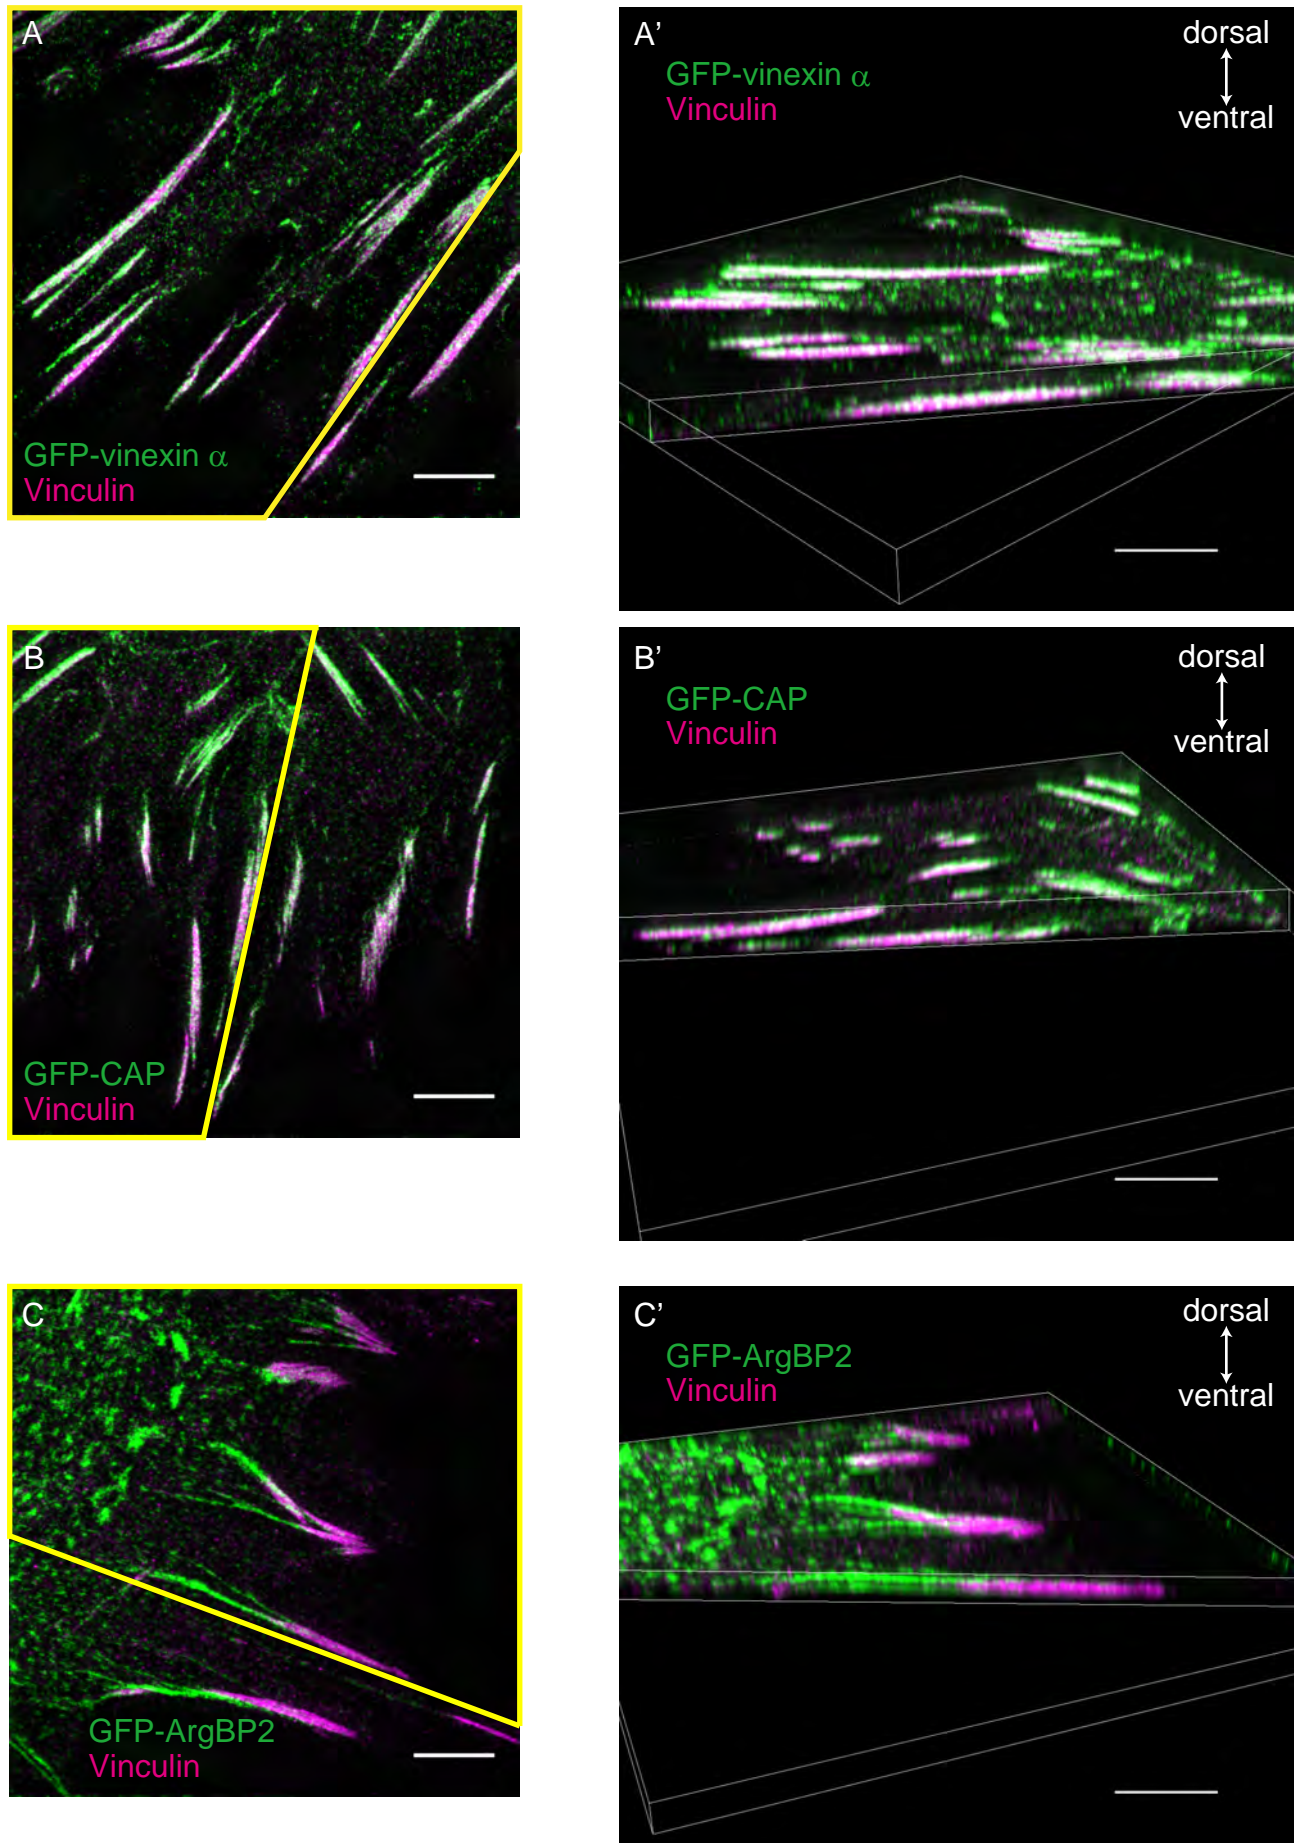 A
GFP-vinexin α
Vinculin
A’
GFP-vinexin α
Vinculin
dorsal
ventral
B
GFP-CAP
Vinculin
B’
GFP-CAP
Vinculin
dorsal
ventral
C
GFP-ArgBP2
Vinculin
C’
GFP-ArgBP2
Vinculin
dorsal
ventral